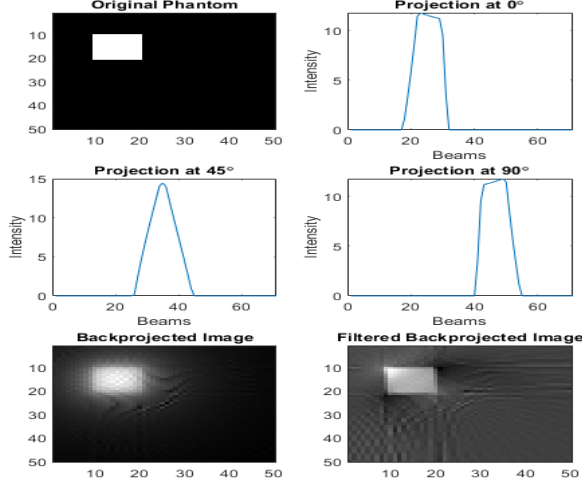 Original Phantom
10
20
30
40
50
10 20 30 40 50
Projection at 0°
Intensity
10
5
0
20 40 60
Beams
Projection at 45°
Intensity
15
10
5
0
0 20 40 60
Beams
Projection at 90°
Intensity
10
5
0
0 20 40 60
Beams
Backprojected Image
10
20
30
40
50
10 20 30 40 50
Filtered Backprojected Image
10
20
30
40
50
10 20 30 40 50